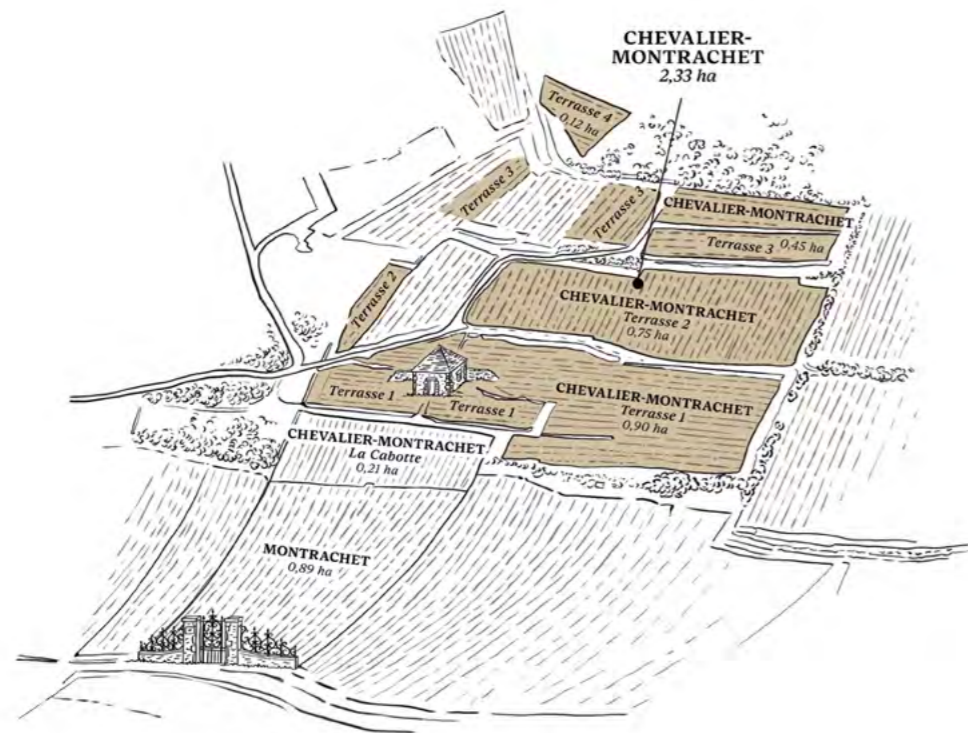 CHEVALIER-
MONTRACHET
2,33 ha
Terrasse 4
0,12 ha
Terrasse 3
Terrasse 3
CHEVALIER-MONTRACHET
Terrasse 3 0,45 ha
Terrasse 2
CHEVALIER-MONTRACHET
Terrasse 2
0,75 ha
Terrasse 1
Terrasse 1
CHEVALIER-MONTRACHET
Terrasse 1
0,90 ha
CHEVALIER-MONTRACHET
La Cabotte
0,21 ha
MONTRACHET
0,89 ha